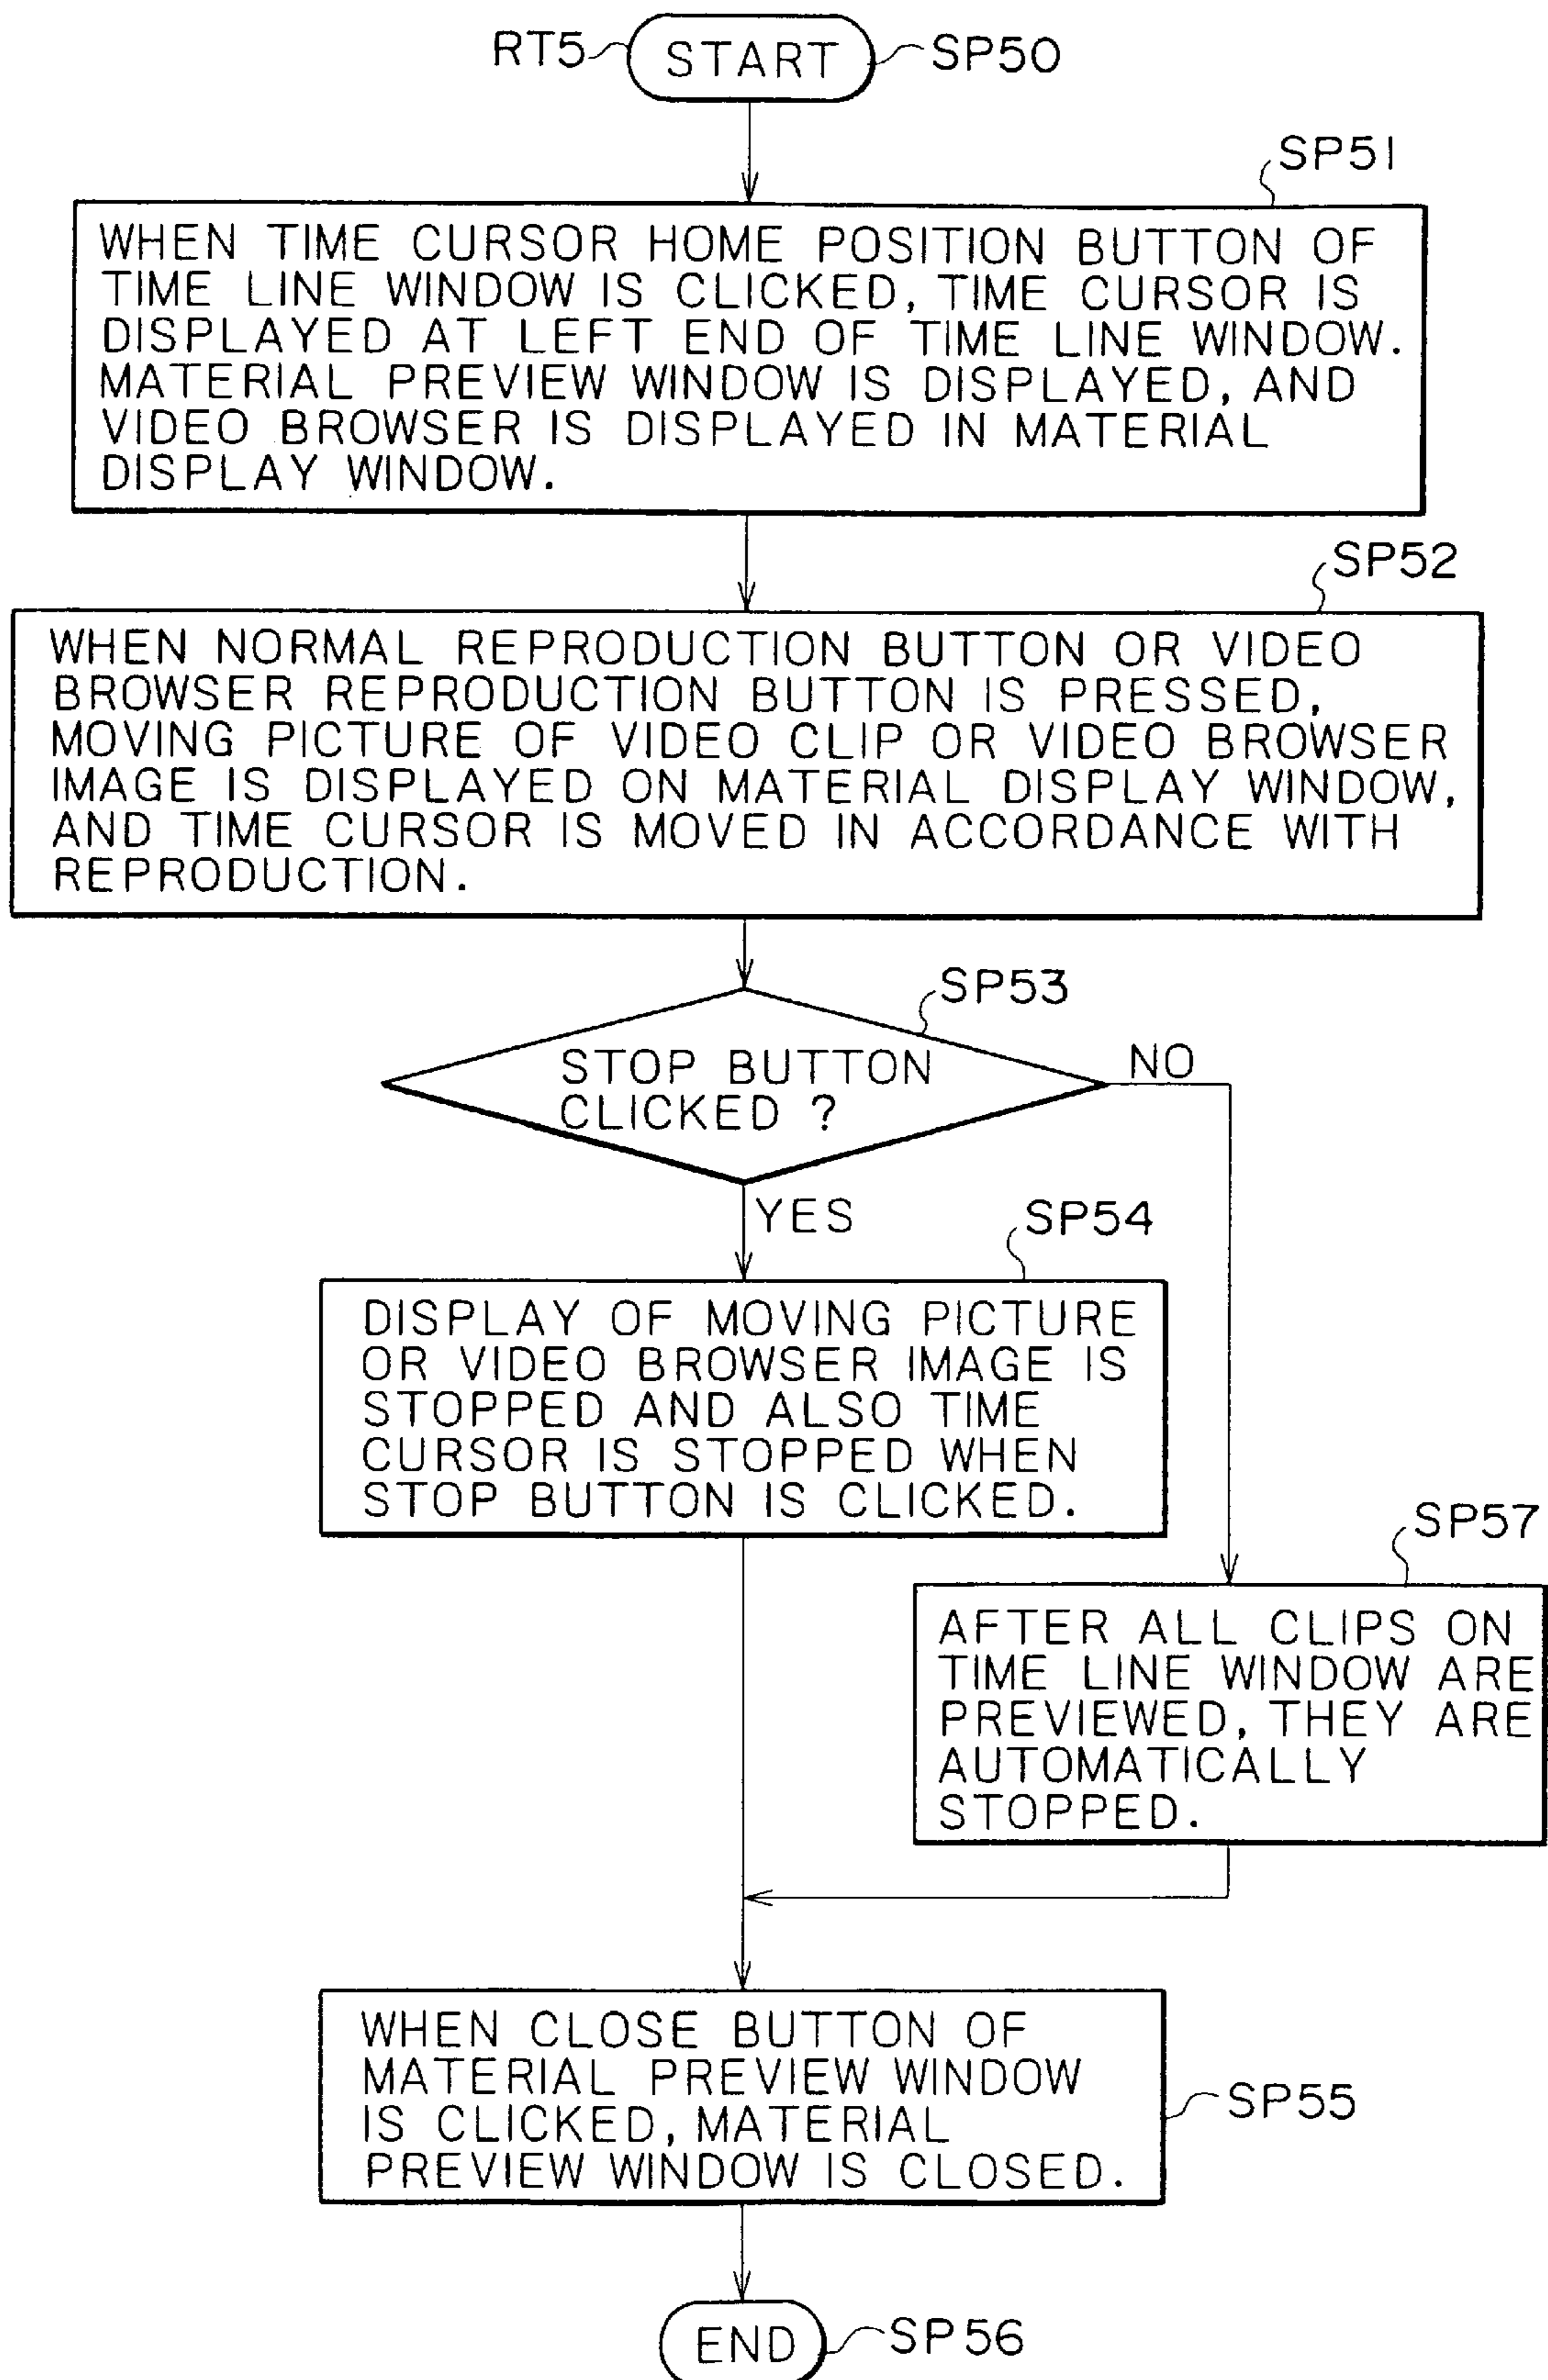 RT5 START SP50
SP51
WHEN TIME CURSOR HOME POSITION BUTTON OF
TIME LINE WINDOW IS CLICKED, TIME CURSOR IS
DISPLAYED AT LEFT END OF TIME LINE WINDOW.
MATERIAL PREVIEW WINDOW IS DISPLAYED, AND
VIDEO BROWSER IS DISPLAYED IN MATERIAL
DISPLAY WINDOW.
SP52
WHEN NORMAL REPRODUCTION BUTTON OR VIDEO
BROWSER REPRODUCTION BUTTON IS PRESSED,
MOVING PICTURE OF VIDEO CLIP OR VIDEO BROWSER
IMAGE IS DISPLAYED ON MATERIAL DISPLAY WINDOW,
AND TIME CURSOR IS MOVED IN ACCORDANCE WITH
REPRODUCTION.
SP53
STOP BUTTON
CLICKED ?
NO
YES
SP54
DISPLAY OF MOVING PICTURE
OR VIDEO BROWSER IMAGE IS
STOPPED AND ALSO TIME
CURSOR IS STOPPED WHEN
STOP BUTTON IS CLICKED.
SP57
AFTER ALL CLIPS ON
TIME LINE WINDOW ARE
PREVIEWED, THEY ARE
AUTOMATICALLY
STOPPED.
WHEN CLOSE BUTTON OF
MATERIAL PREVIEW WINDOW
IS CLICKED, MATERIAL
PREVIEW WINDOW IS CLOSED.
SP55
END SP56